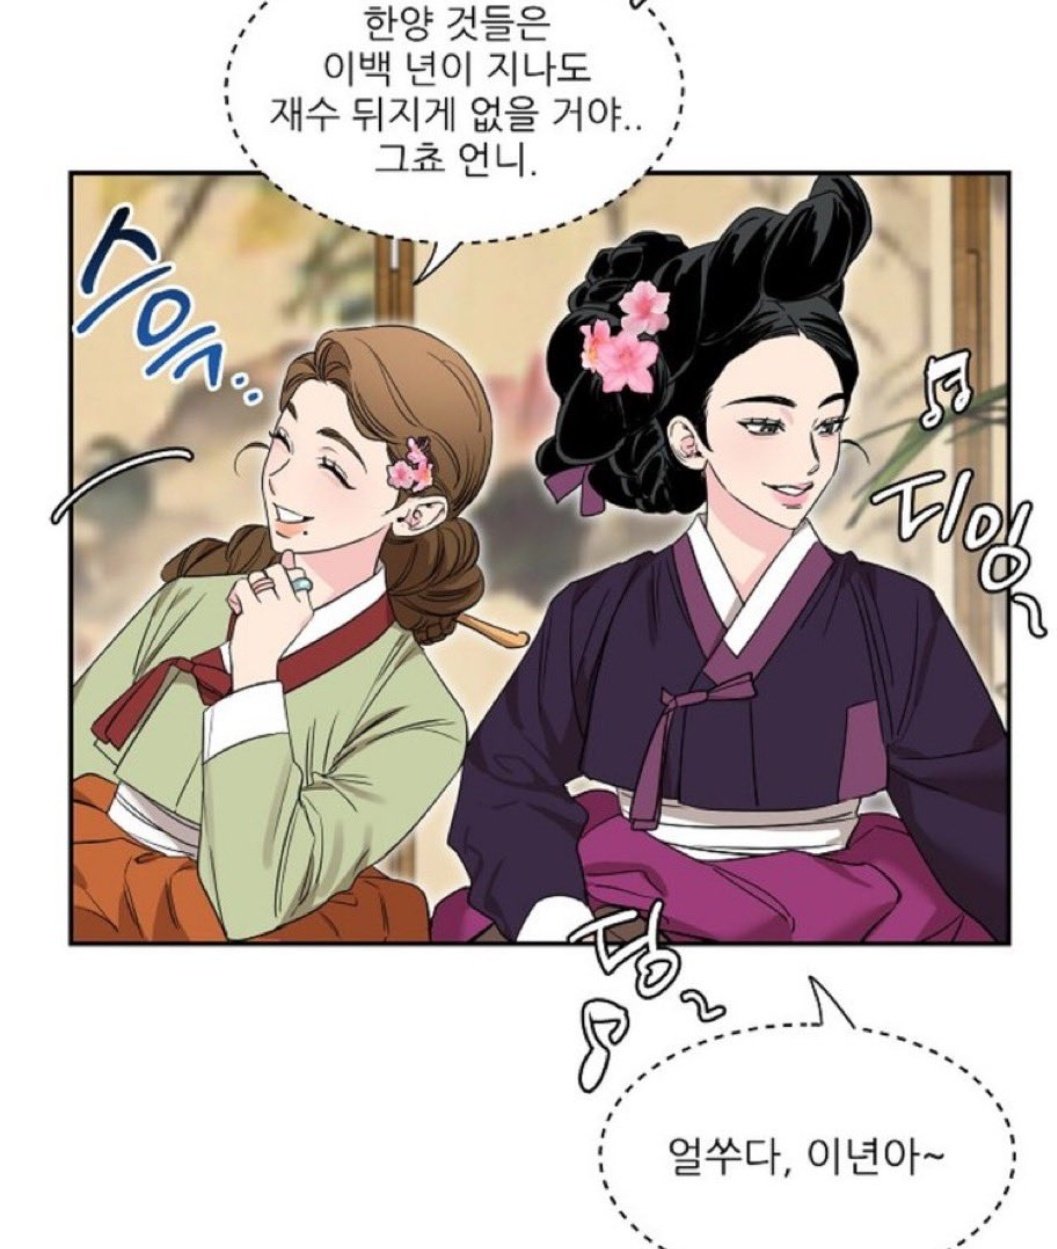 한양 것들은
이백 년이 지나도
재수 뒤지게 없을 거야..
그쵸 언니.
스윽..
디잉~
딩~
얼쑤다, 이년아~